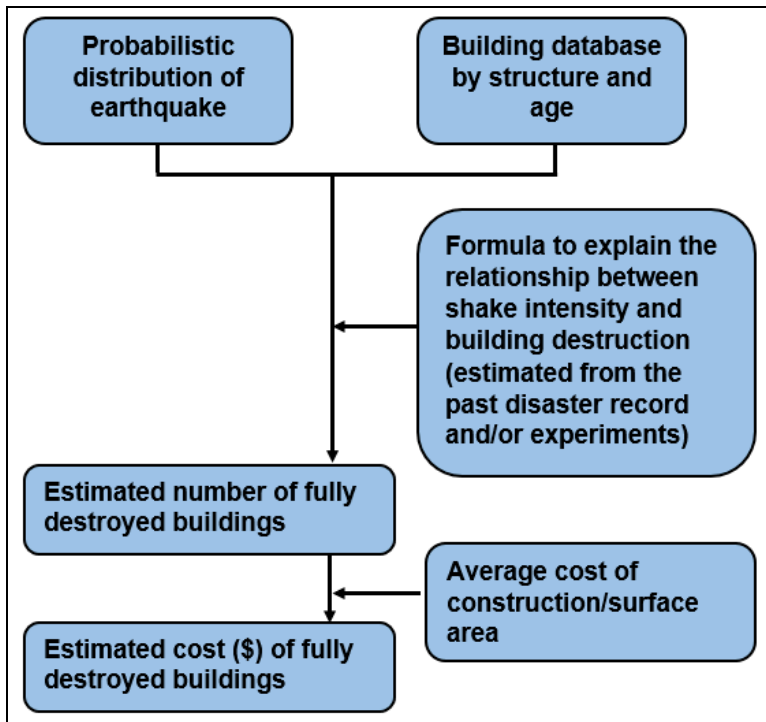 Probabilistic
distribution of
earthquake
Building database
by structure and
age
Formula to explain the
relationship between
shake intensity and
building destruction
(estimated from the
past disaster record
and/or experiments)
Estimated number of fully
destroyed buildings
Average cost of
construction/surface
area
Estimated cost ($) of fully
destroyed buildings